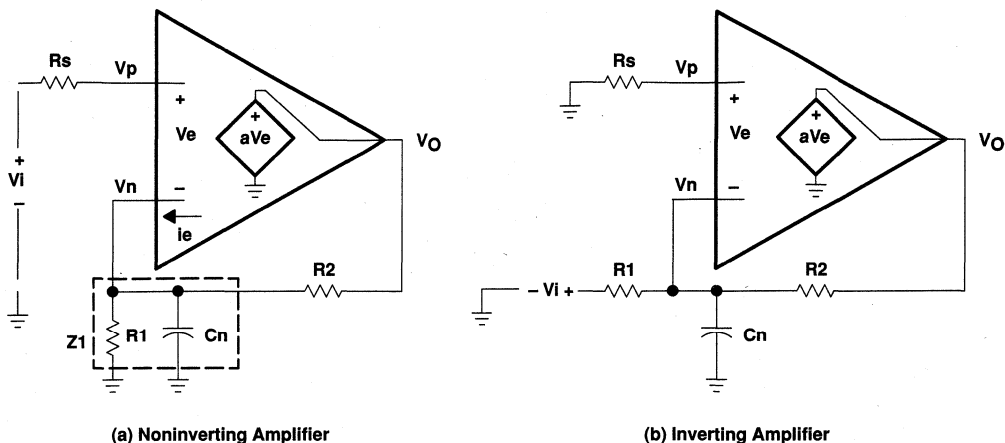 Rs
Vp
+
Ve
+
aVe
VO
+
Vi
–
Vn
–
ie
R2
Z1
R1
Cn
(a) Noninverting Amplifier
Rs
Vp
+
Ve
+
aVe
VO
Vn
–
R1
R2
– Vi +
Cn
(b) Inverting Amplifier